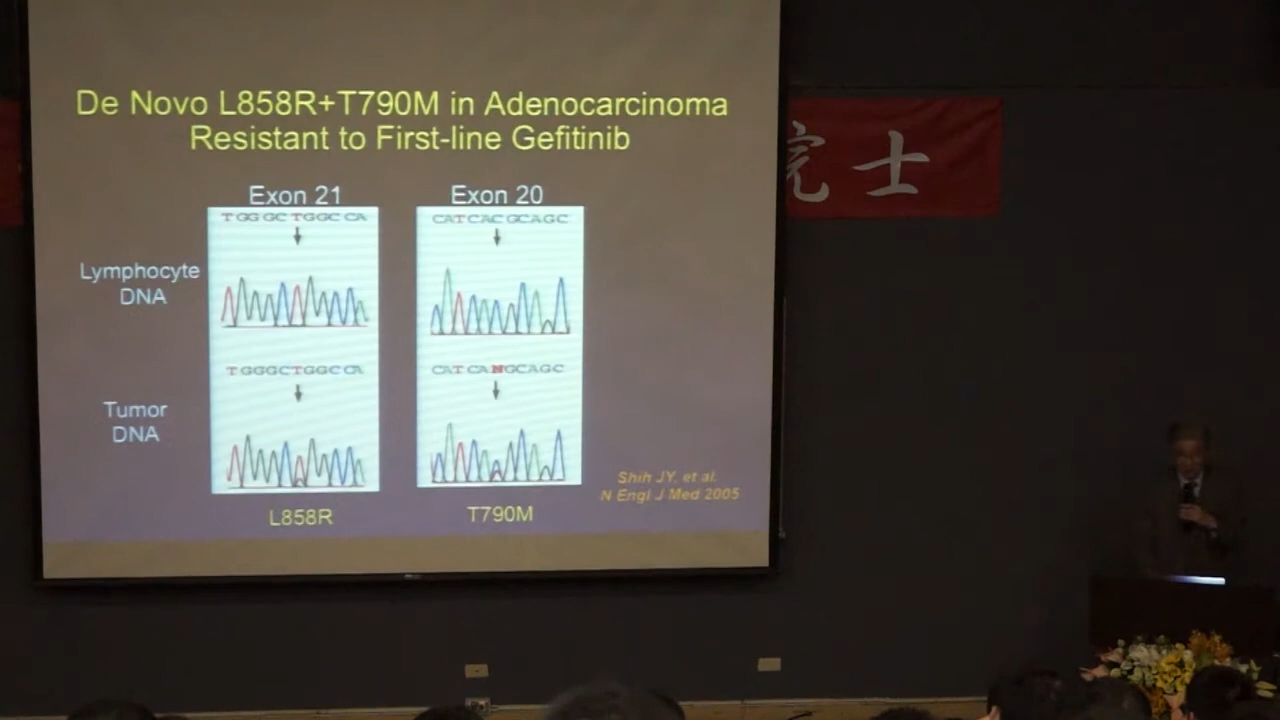 De Novo L858R+T790M in Adenocarcinoma
Resistant to First-line Gefitinib
Exon 21
Exon 20
TGGGCTGGCCA
CATCACGCAGC
Lymphocyte
DNA
TGGGCTGGCCA
CATCANGCAGC
Tumor
DNA
Shih JY, et al.
N Engl J Med 2005
L858R
T790M
院士